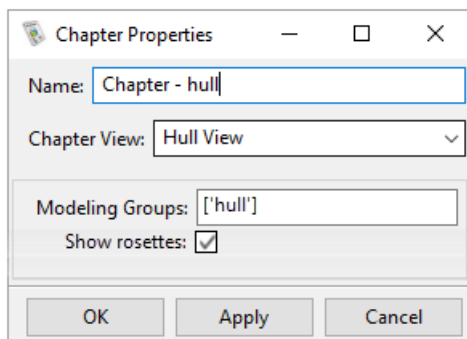 Chapter Properties
Name: Chapter - hull
Chapter View: Hull View
Modeling Groups: ['hull']
Show rosettes:
OK Apply Cancel